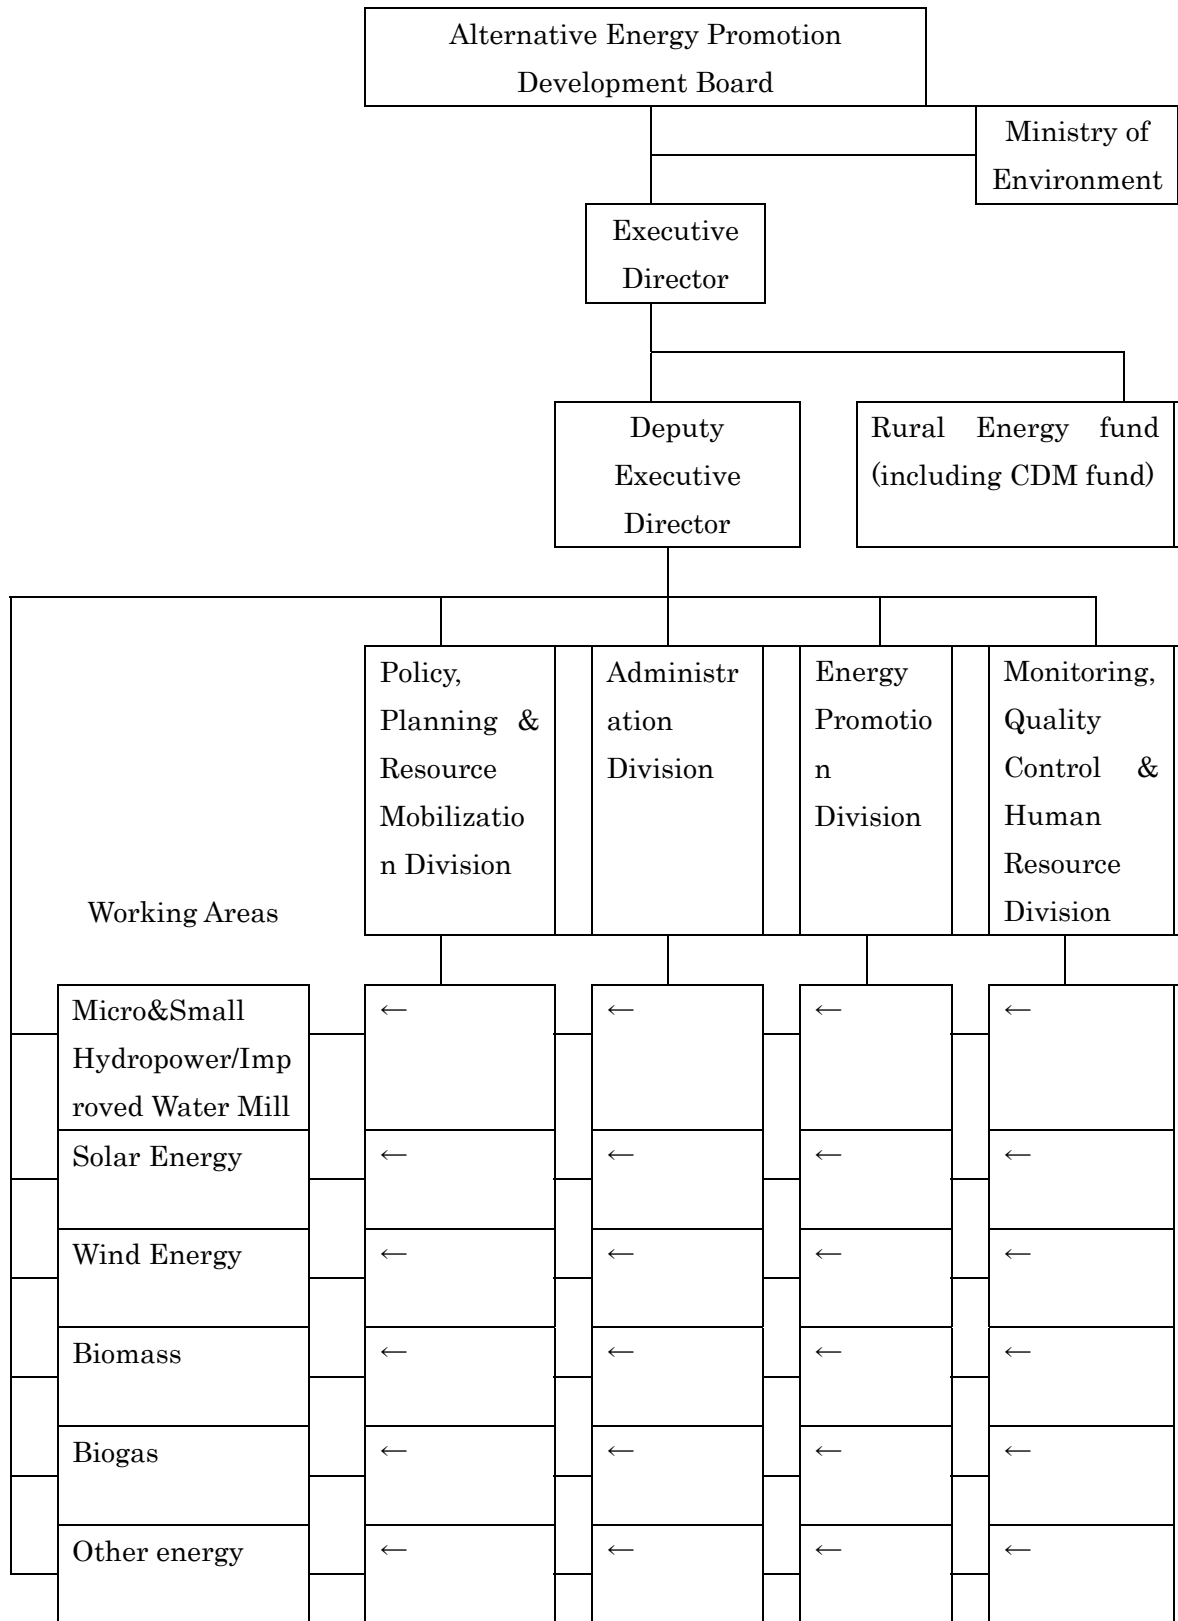 Alternative Energy Promotion
Development Board
Ministry of
Environment
Executive
Director
Deputy
Executive
Director
Rural Energy fund
(including CDM fund)
Policy,
Planning &
Resource
Mobilizatio
n Division
Administr
ation
Division
Energy
Promotio
n
Division
Monitoring,
Quality
Control &
Human
Resource
Division
Working Areas
Micro&Small
Hydropower/Imp
roved Water Mill
← ← ← ←
Solar Energy
← ← ← ←
Wind Energy
← ← ← ←
Biomass
← ← ← ←
Biogas
← ← ← ←
Other energy
← ← ← ←